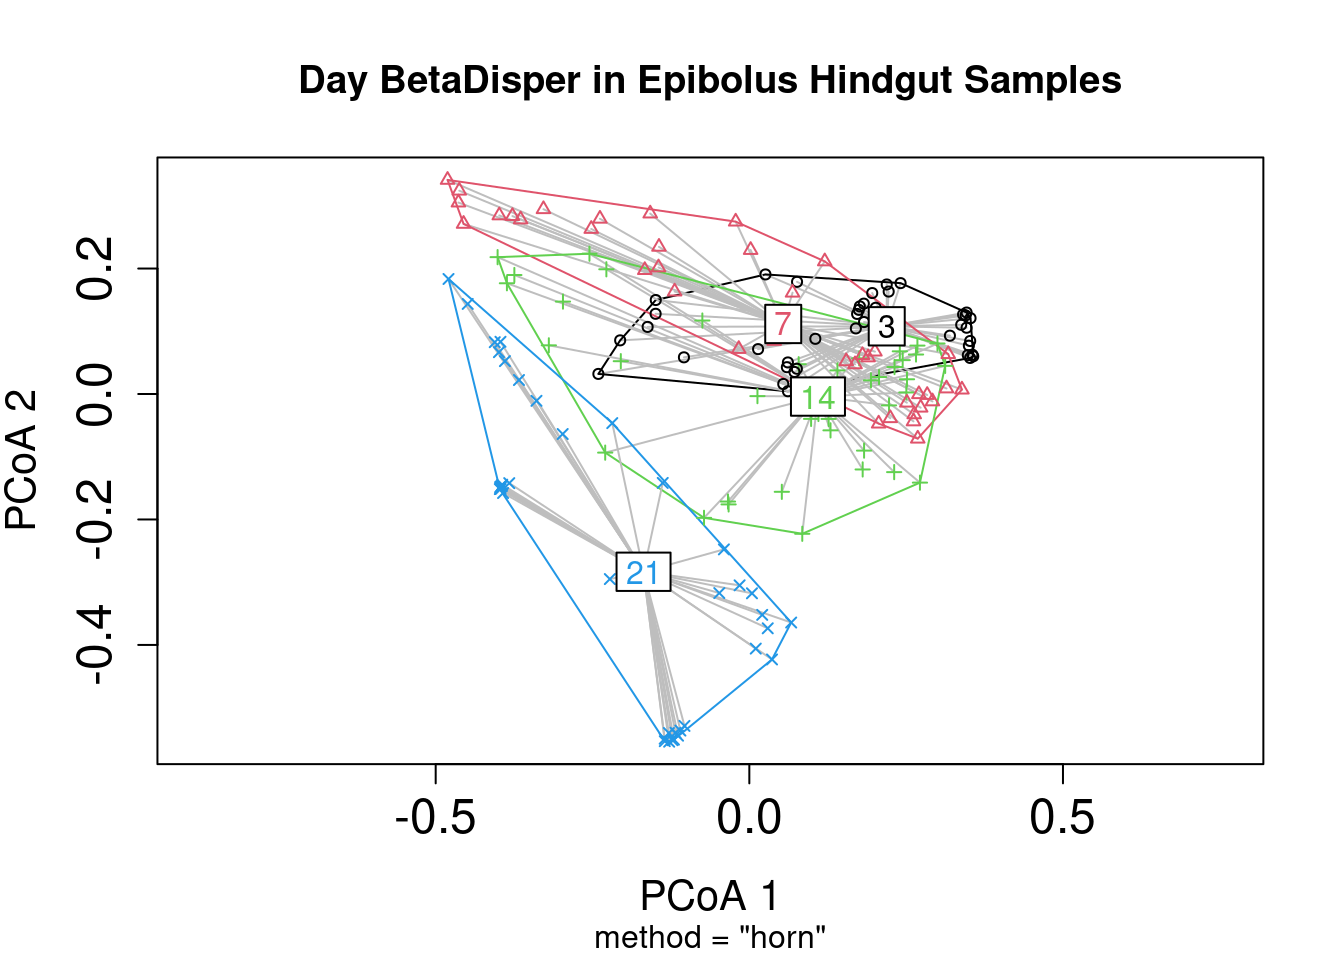 Day BetaDisper in Epibolus Hindgut Samples
PCoA 2
0.2
0.0
-0.2
-0.4
7
3
14
21
-0.5
0.0
0.5
PCoA 1
method = "horn"